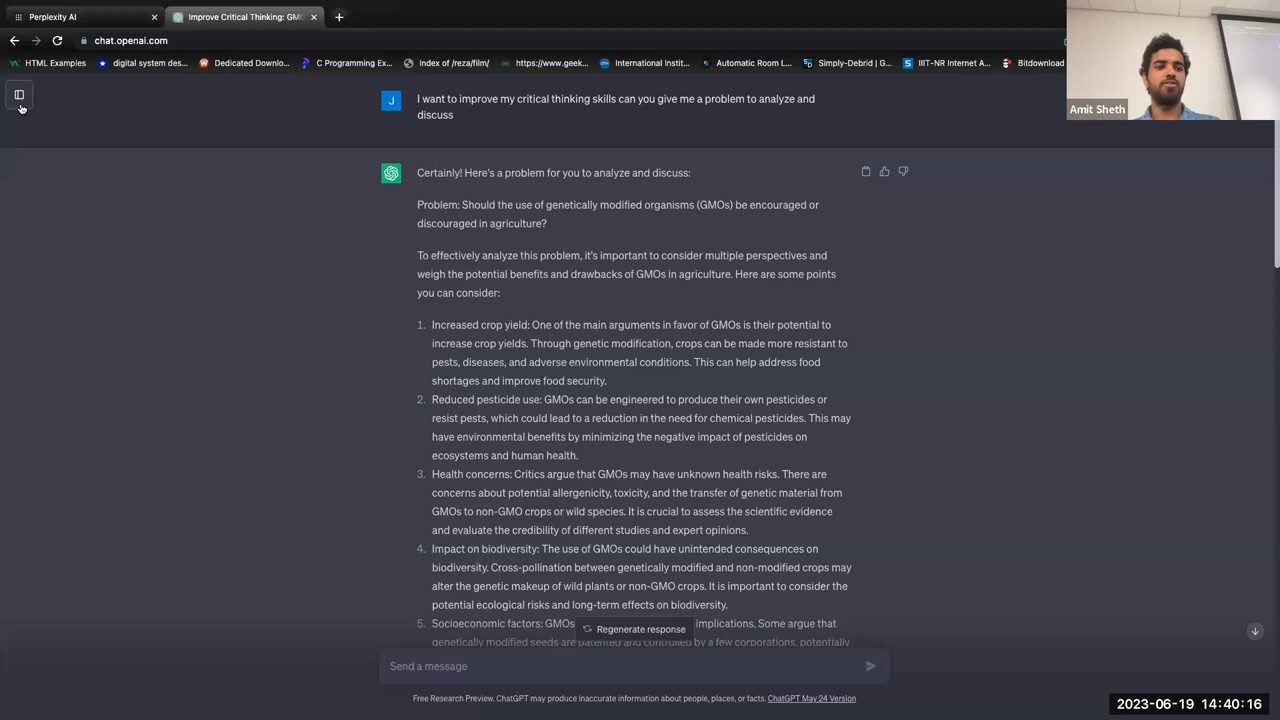 Perplexity AI
Improve Critical Thinking: GMO
chat.openai.com
HTML Examples
digital system des...
Dedicated Downlo...
C Programming Ex...
Index of /reza/film/
https://www.geek...
International Instit...
Automatic Room L...
Simply-Debrid | G...
IIIT-NR Internet A...
Bitdownload
Amit Sheth
J
I want to improve my critical thinking skills can you give me a problem to analyze and
discuss
Certainly! Here's a problem for you to analyze and discuss:
Problem: Should the use of genetically modified organisms (GMOs) be encouraged or
discouraged in agriculture?
To effectively analyze this problem, it's important to consider multiple perspectives and
weigh the potential benefits and drawbacks of GMOs in agriculture. Here are some points
you can consider:
1. Increased crop yield: One of the main arguments in favor of GMOs is their potential to
increase crop yields. Through genetic modification, crops can be made more resistant to
pests, diseases, and adverse environmental conditions. This can help address food
shortages and improve food security.
2. Reduced pesticide use: GMOs can be engineered to produce their own pesticides or
resist pests, which could lead to a reduction in the need for chemical pesticides. This may
have environmental benefits by minimizing the negative impact of pesticides on
ecosystems and human health.
3. Health concerns: Critics argue that GMOs may have unknown health risks. There are
concerns about potential allergenicity, toxicity, and the transfer of genetic material from
GMOs to non-GMO crops or wild species. It is crucial to assess the scientific evidence
and evaluate the credibility of different studies and expert opinions.
4. Impact on biodiversity: The use of GMOs could have unintended consequences on
biodiversity. Cross-pollination between genetically modified and non-modified crops may
alter the genetic makeup of wild plants or non-GMO crops. It is important to consider the
potential ecological risks and long-term effects on biodiversity.
5. Socioeconomic factors: GMOs implications. Some argue that
Regenerate response
genetically modified seeds are patented and controlled by a few corporations, potentially
Send a message
Free Research Preview. ChatGPT may produce inaccurate information about people, places, or facts. ChatGPT May 24 Version
2023-06-19 14:40:16